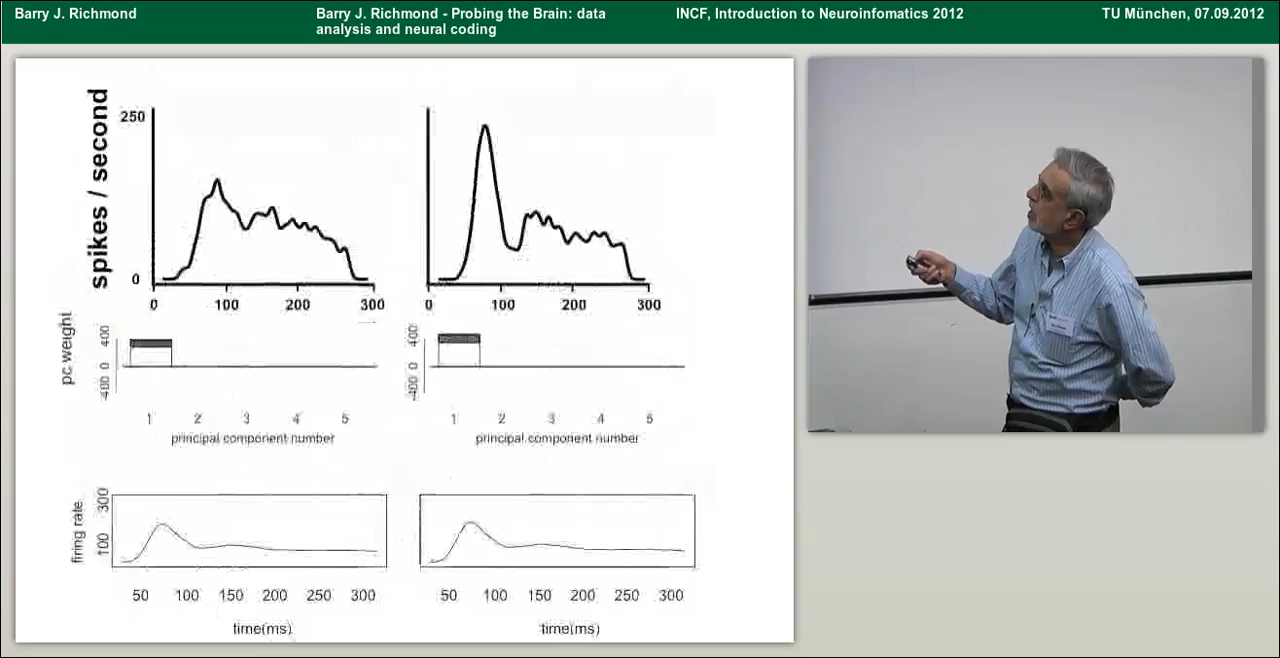 Barry J. Richmond
Barry J. Richmond - Probing the Brain: data
analysis and neural coding
INCF, Introduction to Neuroinfomatics 2012
TU München, 07.09.2012
spikes / second
250
0
0 100 200 300
0 100 200 300
pc weight
400
0
-400
1 2 3 4 5
principal component number
400
0
-400
1 2 3 4 5
principal component number
firing rate
300
100
50 100 150 200 250 300
time(ms)
50 100 150 200 250 300
time(ms)